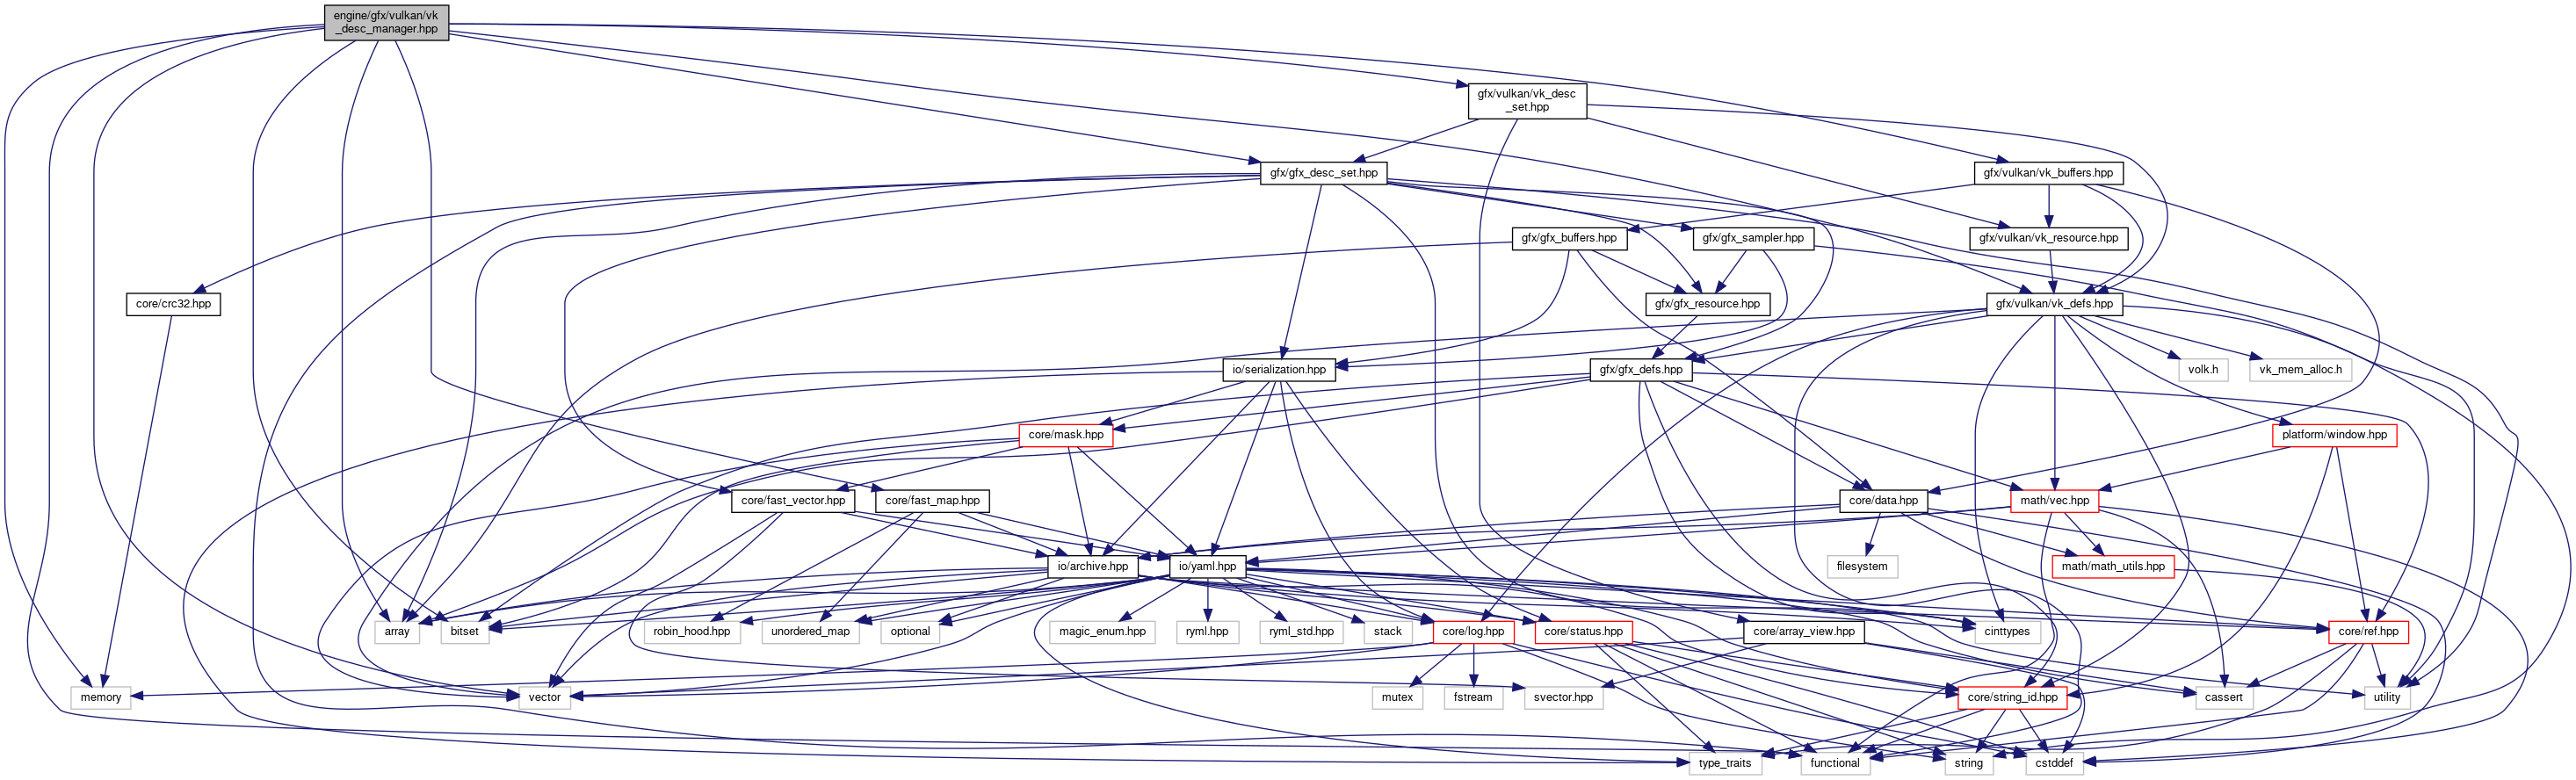 engine/gfx/vulkan/vk
_desc_manager.hpp
gfx/vulkan/vk_desc
_set.hpp
gfx/gfx_desc_set.hpp
gfx/vulkan/vk_buffers.hpp
gfx/gfx_buffers.hpp
gfx/gfx_sampler.hpp
gfx/vulkan/vk_resource.hpp
core/crc32.hpp
gfx/gfx_resource.hpp
gfx/vulkan/vk_defs.hpp
io/serialization.hpp
gfx/gfx_defs.hpp
volk.h
vk_mem_alloc.h
core/mask.hpp
platform/window.hpp
core/fast_vector.hpp
core/fast_map.hpp
core/data.hpp
math/vec.hpp
io/archive.hpp
io/yaml.hpp
filesystem
math/math_utils.hpp
array
bitset
robin_hood.hpp
unordered_map
optional
magic_enum.hpp
ryml.hpp
ryml_std.hpp
stack
core/log.hpp
core/status.hpp
core/array_view.hpp
cinttypes
core/ref.hpp
memory
vector
mutex
fstream
svector.hpp
core/string_id.hpp
cassert
utility
type_traits
functional
string
cstddef